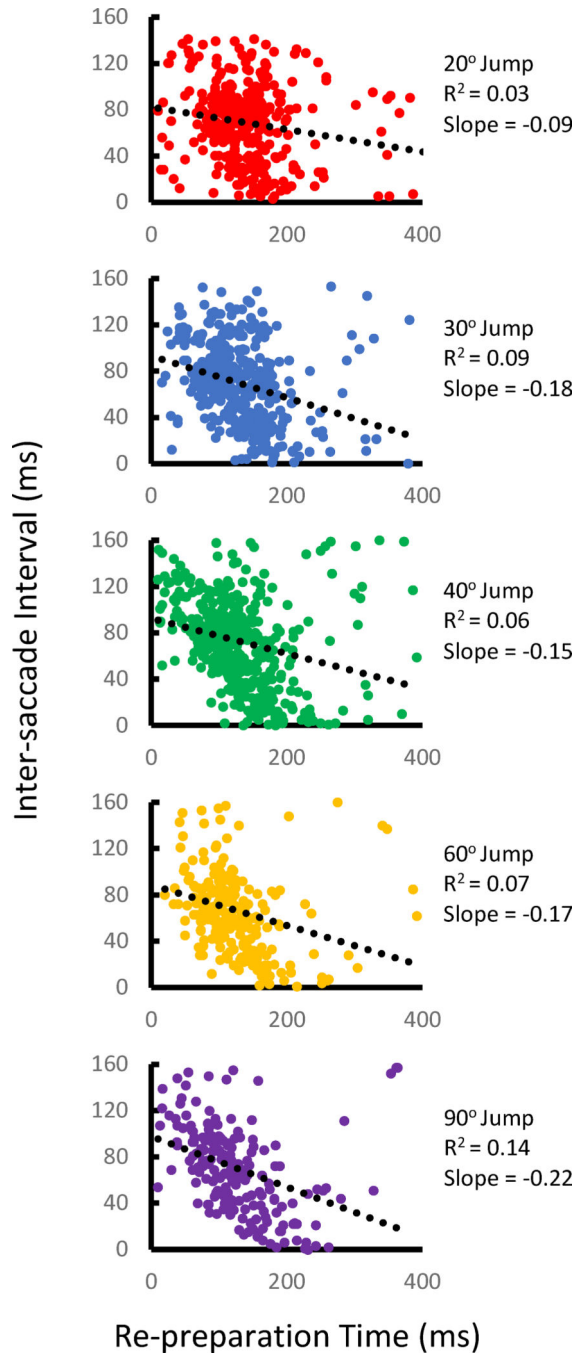 160
120
80
40
0
0
200
400
20° Jump
R² = 0.03
Slope = -0.09
160
120
80
40
0
0
200
400
30° Jump
R² = 0.09
Slope = -0.18
160
120
80
40
0
0
200
400
40° Jump
R² = 0.06
Slope = -0.15
160
120
80
40
0
0
200
400
60° Jump
R² = 0.07
Slope = -0.17
160
120
80
40
0
0
200
400
90° Jump
R² = 0.14
Slope = -0.22
Inter-saccade Interval (ms)
Re-preparation Time (ms)